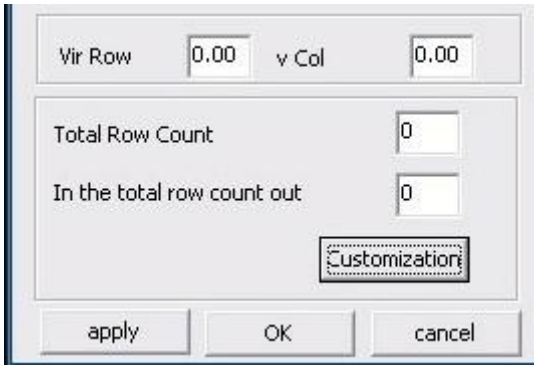 Vir Row 0.00 v Col 0.00
Total Row Count 0
In the total row count out 0
Customization
apply OK cancel